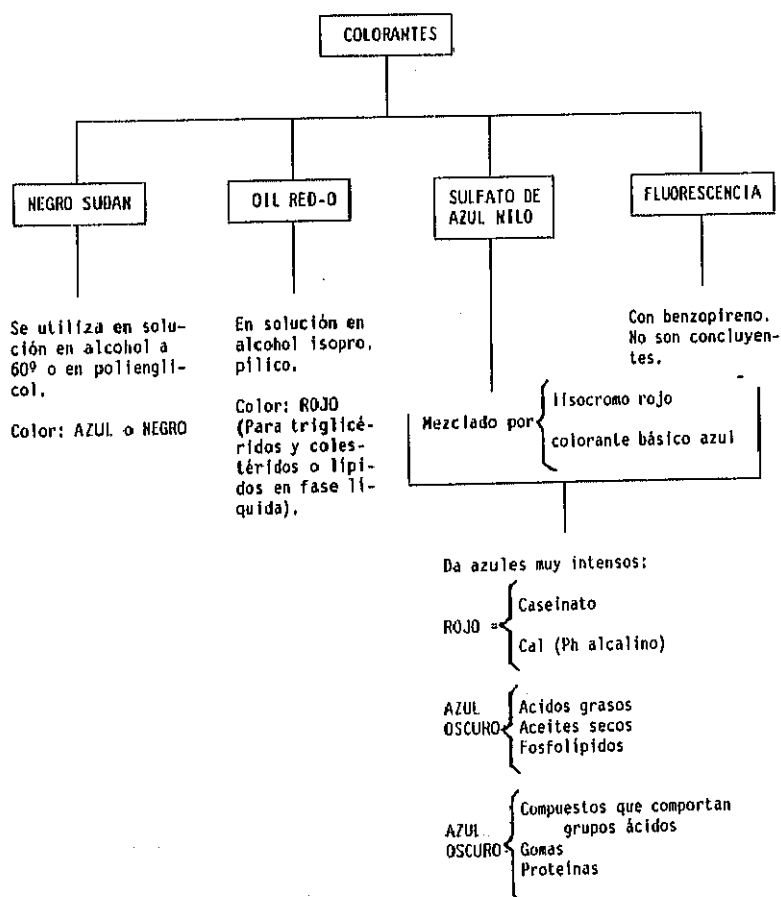 COLORANTES
NEGRO SUDAN
Se utiliza en solu-
ción en alcohol a
60º o en poliengli-
col.
Color: AZUL o NEGRO
OIL RED-O
En solución en
alcohol isopro,
pílico.
Color: ROJO
(Para triglicé-
ridos y coles-
téridos o lípi-
dos en fase lí-
quida).
SULFATO DE
AZUL NILO
Mezclado por
lisocromo rojo
colorante básico azul
FLUORESCENCIA
Con benzopireno.
No son concluyen-
tes.
Da azules muy intensos:
ROJO =
Caseinato
Cal (Ph alcalino)
AZUL
OSCURO
Acidos grasos
Aceites secos
Fosfolípidos
AZUL
OSCURO
Compuestos que comportan
grupos ácidos
Gomas
Proteínas